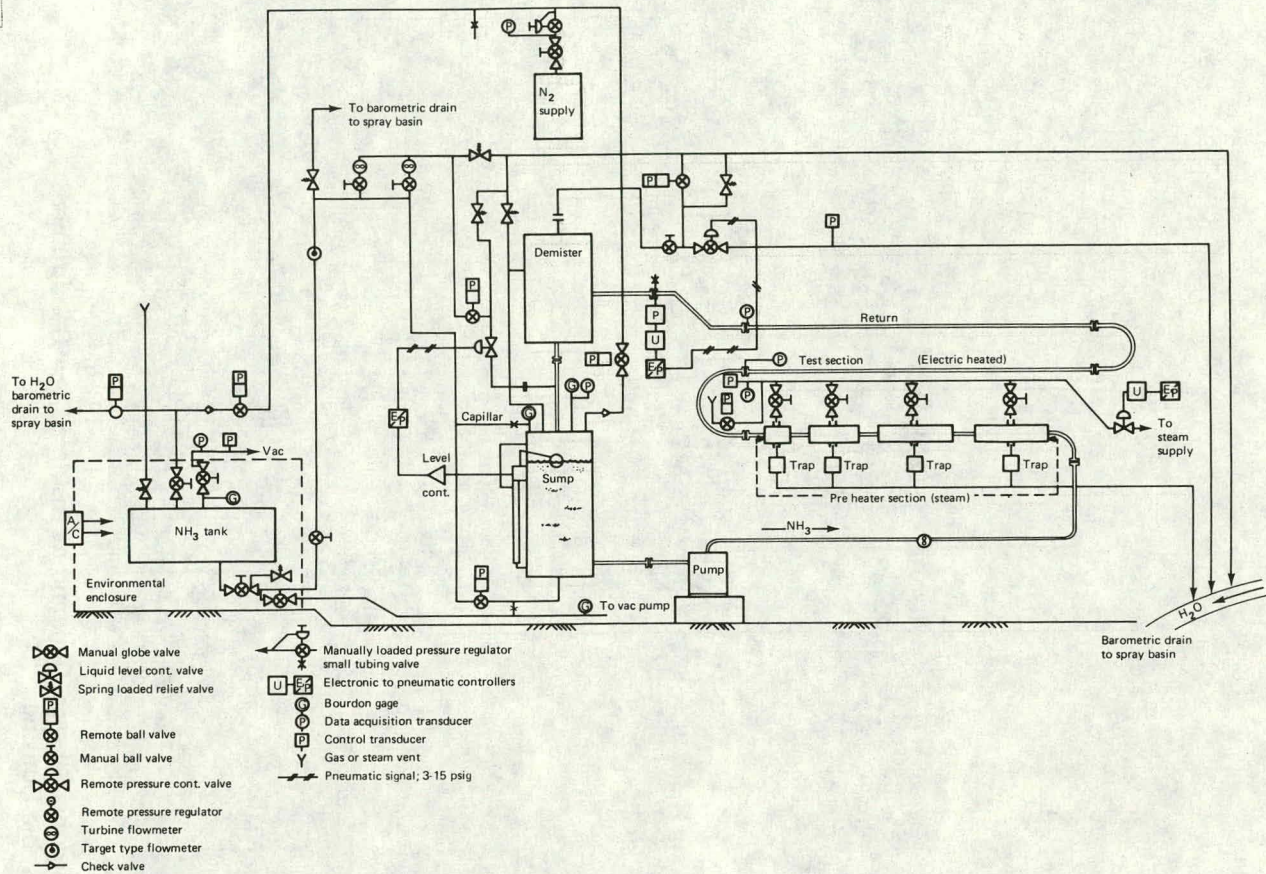 P
N2
supply
To barometric drain
to spray basin
P
P
Demister
P
P
P
U
E/P
P
Return
P
Test section
(Electric heated)
P
P
P
U
E/P
To H2O
barometric
drain to
spray basin
P
P
P
P
Vac
G
E/P
Capillar
G
G
P
Level
cont.
Sump
To
steam
supply
Trap
Trap
Trap
Trap
Pre heater section (steam)
A/C
NH3 tank
NH3
Pump
Environmental
enclosure
P
G
To vac pump
H2O
Barometric drain
to spray basin
Manual globe valve
Liquid level cont. valve
Spring loaded relief valve
P
Remote ball valve
Manual ball valve
Remote pressure cont. valve
Remote pressure regulator
Turbine flowmeter
Target type flowmeter
Check valve
Manually loaded pressure regulator
small tubing valve
U E/P Electronic to pneumatic controllers
G Bourdon gage
P Data acquisition transducer
P Control transducer
Gas or steam vent
Pneumatic signal; 3-15 psig